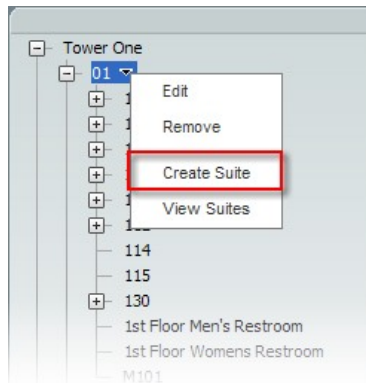 Tower One
01
Edit
Remove
Create Suite
View Suites
114
115
130
1st Floor Men's Restroom
1st Floor Womens Restroom
M101